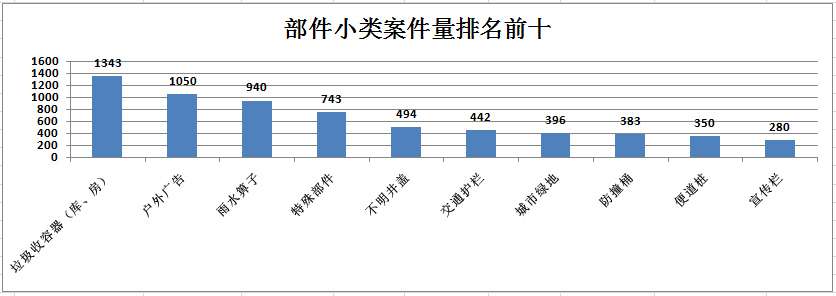 部件小类案件量排名前十
1600
1400
1200
1000
800
600
400
200
0
1343
1050
940
743
494
442
396
383
350
280
垃圾收容器（库、房）
户外广告
雨水箅子
特殊部件
不明井盖
交通护栏
城市绿地
防撞桶
便道桩
宣传栏